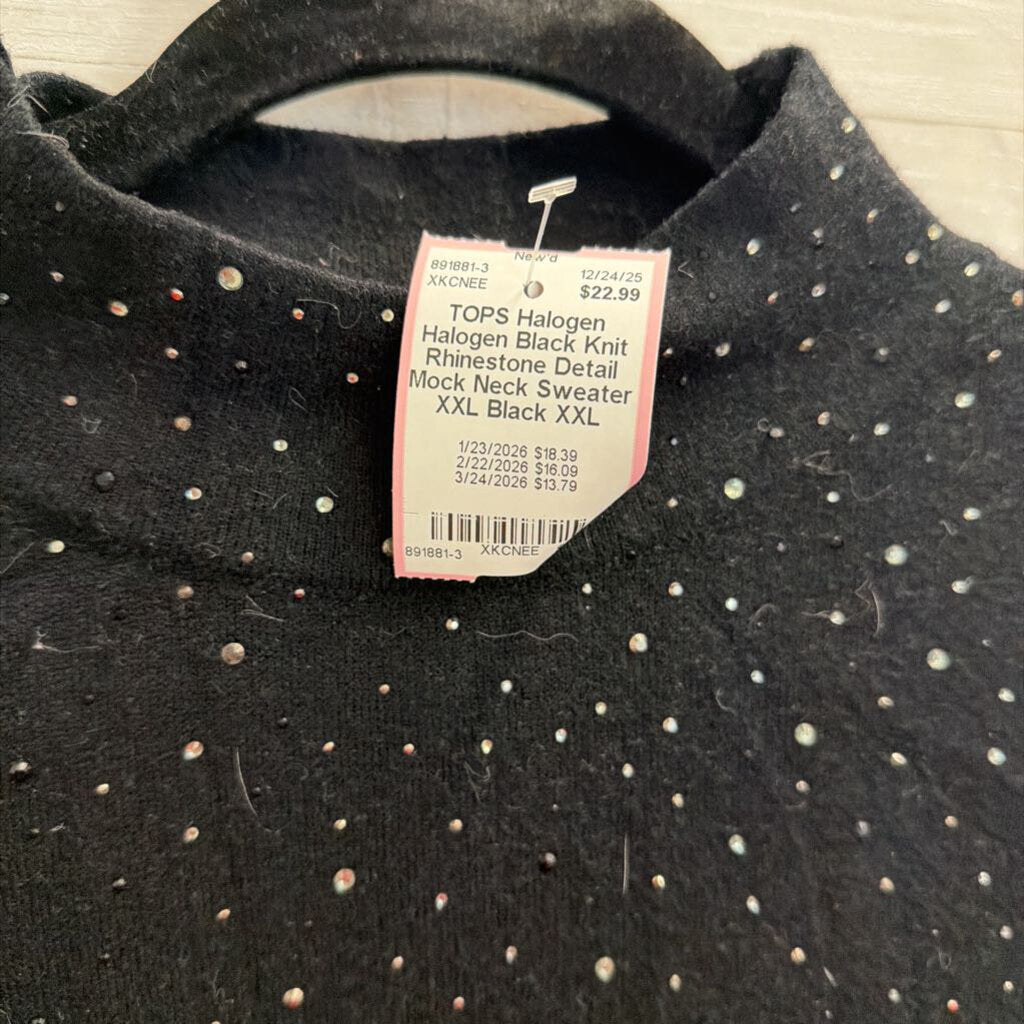 New'd
891881-3 12/24/25
XKCNEE $22.99
TOPS Halogen
Halogen Black Knit
Rhinestone Detail
Mock Neck Sweater
XXL Black XXL
1/23/2026 $18.39
2/22/2026 $16.09
3/24/2026 $13.79
891881-3 XKCNEE